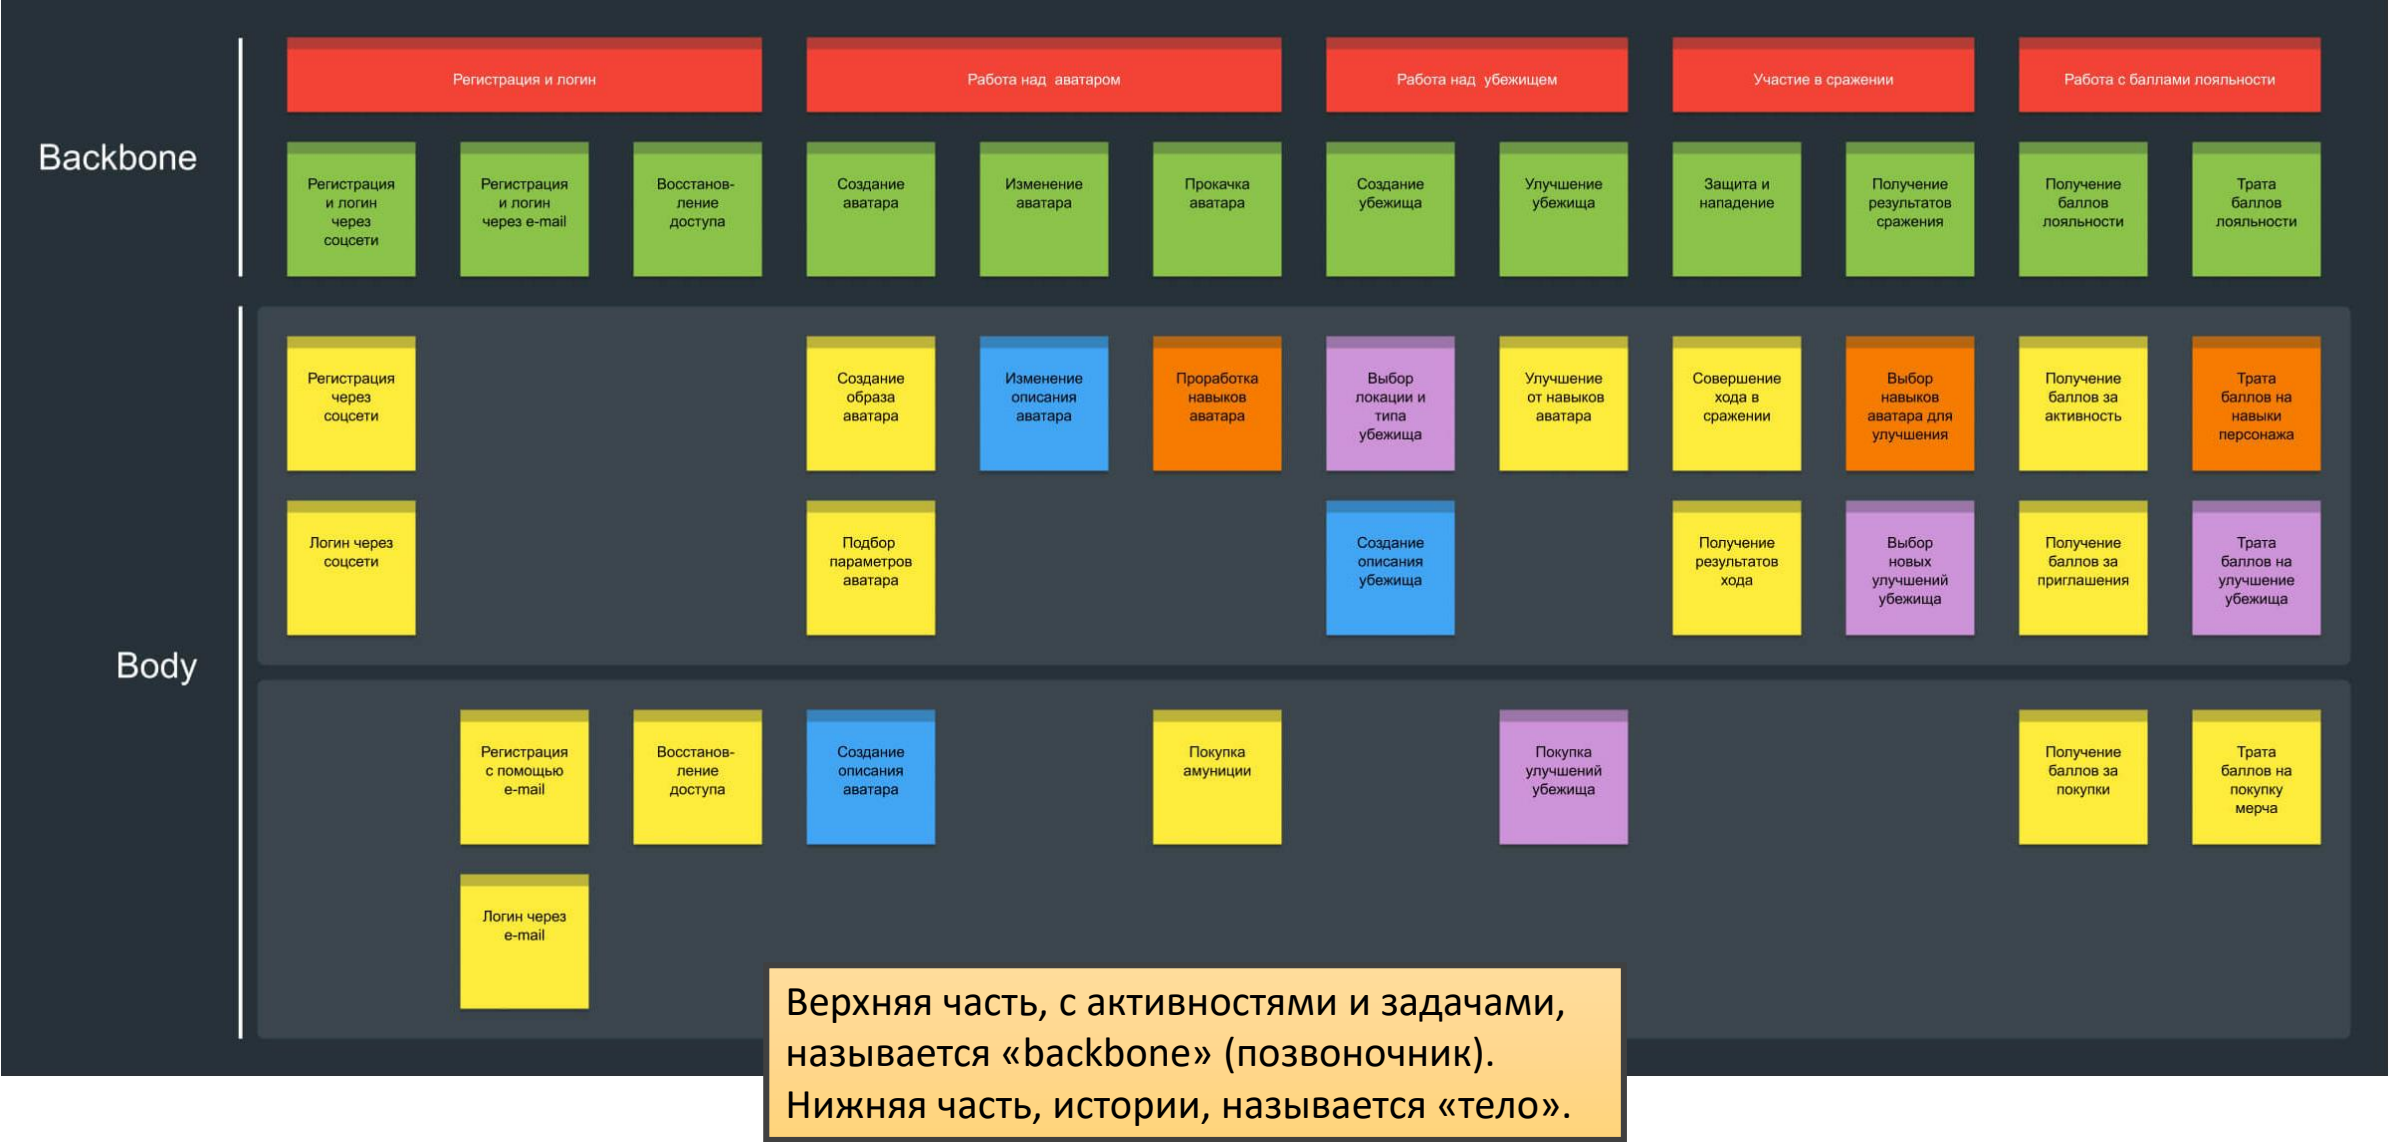 Регистрация и логин
Работа над аватаром
Работа над убежищем
Участие в сражении
Работа с баллами лояльности
Backbone
Регистрация
и логин
через
соцсети
Регистрация
и логин
через e-mail
Восстанов-
ление
доступа
Создание
аватара
Изменение
аватара
Прокачка
аватара
Создание
убежища
Улучшение
убежища
Защита и
нападение
Получение
результатов
сражения
Получение
баллов
лояльности
Трата
баллов
лояльности
Body
Регистрация
через
соцсети
Создание
образа
аватара
Изменение
описания
аватара
Проработка
навыков
аватара
Выбор
локации и
типа
убежища
Улучшение
от навыков
аватара
Совершение
хода в
сражении
Выбор
навыков
аватара для
улучшения
Получение
баллов за
активность
Трата
баллов на
навыки
персонажа
Логин через
соцсети
Подбор
параметров
аватара
Создание
описания
убежища
Получение
результатов
хода
Выбор
новых
улучшений
убежища
Получение
баллов за
приглашения
Трата
баллов на
улучшение
убежища
Регистрация
с помощью
e-mail
Восстанов-
ление
доступа
Создание
описания
аватара
Покупка
амуниции
Покупка
улучшений
убежища
Получение
баллов за
покупки
Трата
баллов на
покупку
мерча
Логин через
e-mail
Верхняя часть, с активностями и задачами,
называется «backbone» (позвоночник).
Нижняя часть, истории, называется «тело».